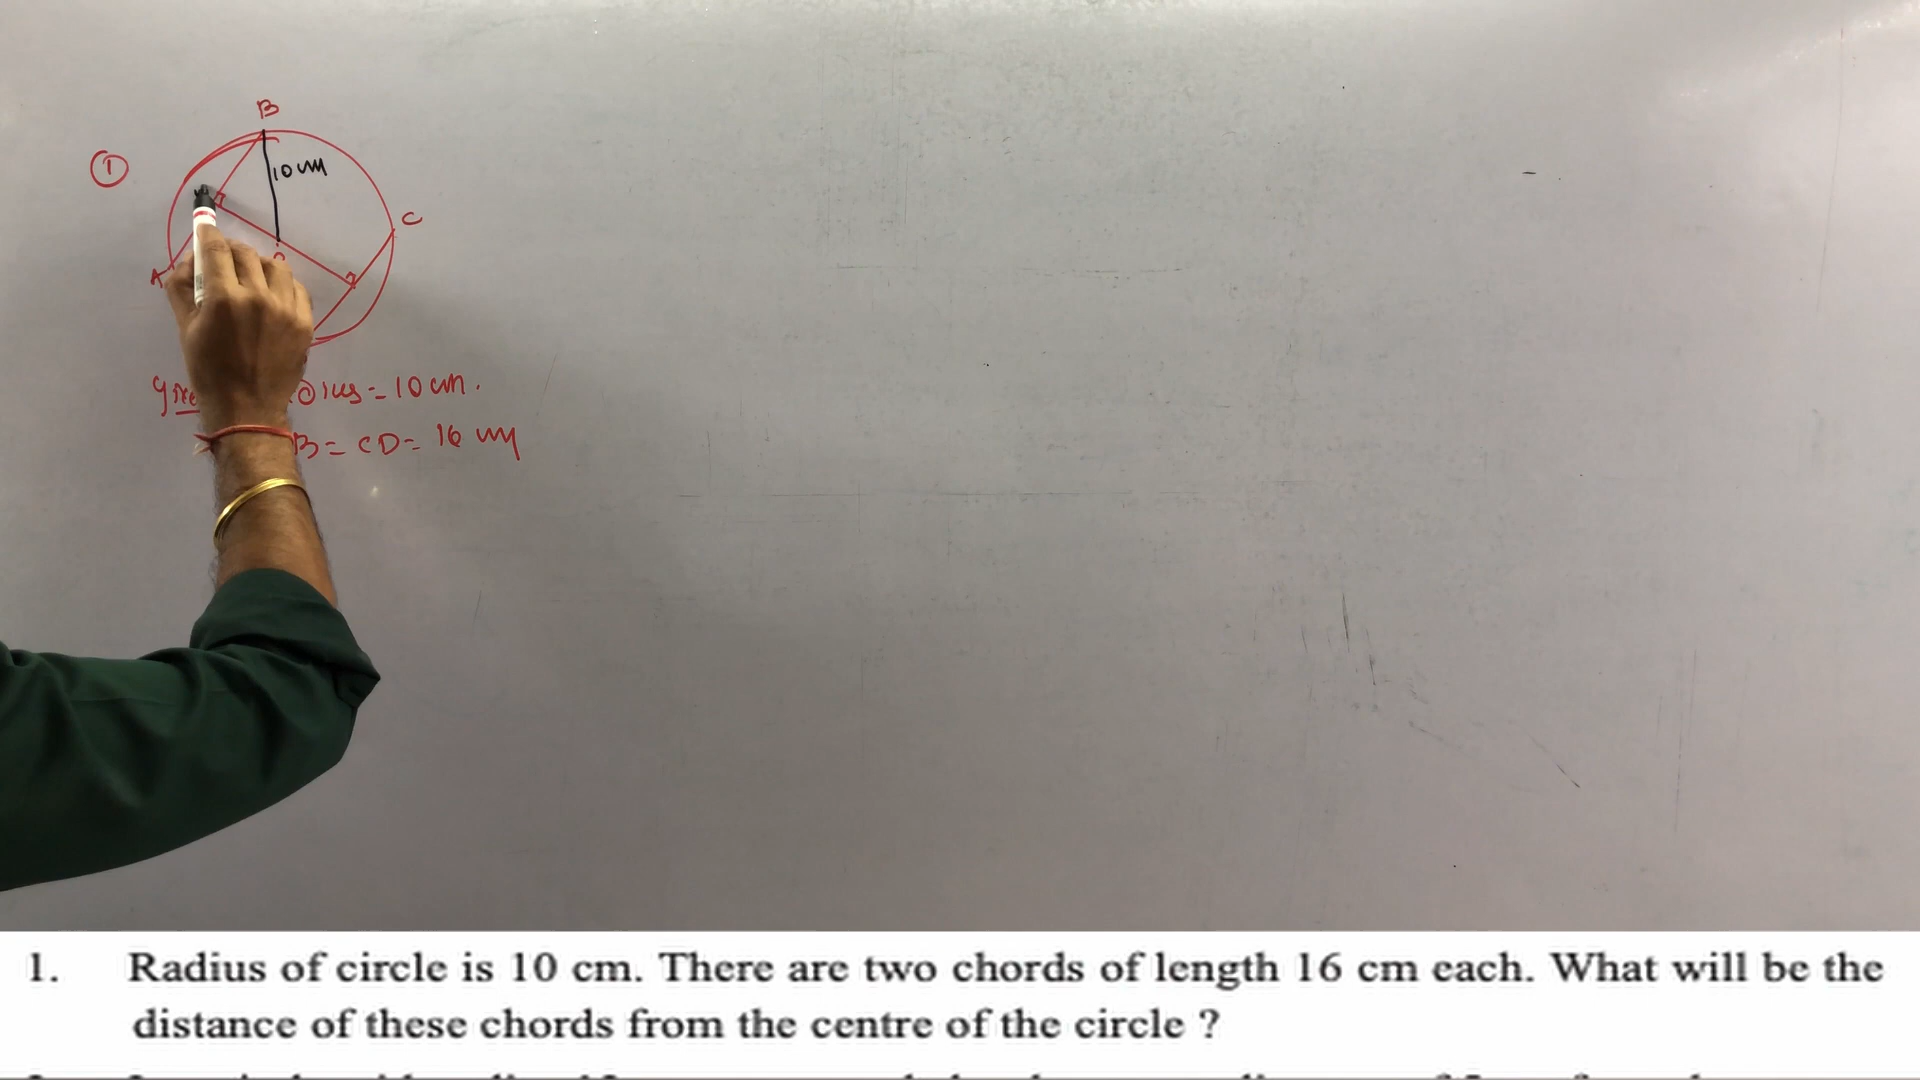 B
①
10 cm
C
A
= 10 cm.
B = CD = 16 cm
1. Radius of circle is 10 cm. There are two chords of length 16 cm each. What will be the
distance of these chords from the centre of the circle ?